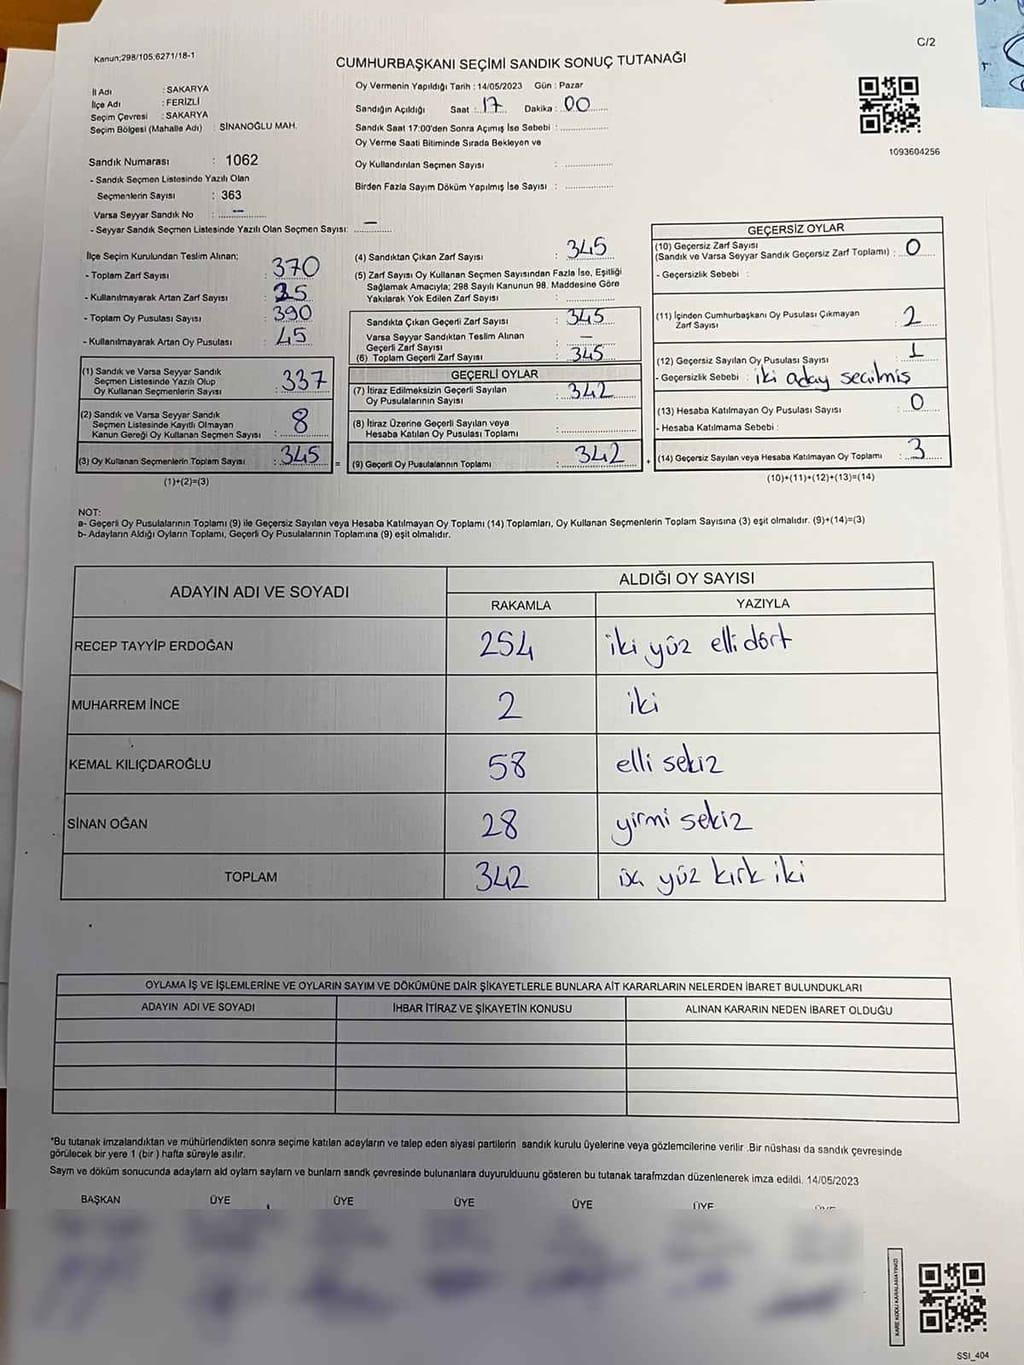 C/2
Kanun;298/105;6271/18-1
CUMHURBAŞKANI SEÇİMİ SANDIK SONUÇ TUTANAĞI
İl Adı : SAKARYA
İlçe Adı : FERİZLİ
Seçim Çevresi : SAKARYA
Seçim Bölgesi (Mahalle Adı) : SİNANOĞLU MAH.
Sandık Numarası : 1062
- Sandık Seçmen Listesinde Yazılı Olan
Seçmenlerin Sayısı : 363
Varsa Seyyar Sandık No : –
- Seyyar Sandık Seçmen Listesinde Yazılı Olan Seçmen Sayısı: –
Oy Vermenin Yapıldığı Tarih : 14/05/2023 Gün : Pazar
Sandığın Açıldığı Saat : 17 Dakika : 00
Sandık Saat 17:00'den Sonra Açımış İse Sebebi :
Oy Verme Saati Bitiminde Sırada Bekleyen ve
Oy Kullandırılan Seçmen Sayısı :
Birden Fazla Sayım Döküm Yapılmış İse Sayısı :
1093604256
İlçe Seçim Kurulundan Teslim Alınan;
- Toplam Zarf Sayısı : 370
- Kullanılmayarak Artan Zarf Sayısı : 25
- Toplam Oy Pusulası Sayısı : 390
- Kullanılmayarak Artan Oy Pusulası : 45
(1) Sandık ve Varsa Seyyar Sandık
Seçmen Listesinde Yazılı Olup
Oy Kullanan Seçmenlerin Sayısı : 337
(2) Sandık ve Varsa Seyyar Sandık
Seçmen Listesinde Kayıtlı Olmayan
Kanun Gereği Oy Kullanan Seçmen Sayısı : 8
(3) Oy Kullanan Seçmenlerin Toplam Sayısı : 345
(1)+(2)=(3)
(4) Sandıktan Çıkan Zarf Sayısı : 345
(5) Zarf Sayısı Oy Kullanan Seçmen Sayısından Fazla İse, Eşitliği
Sağlamak Amacıyla; 298 Sayılı Kanunun 98. Maddesine Göre
Yakılarak Yok Edilen Zarf Sayısı :
Sandıkta Çıkan Geçerli Zarf Sayısı : 345
Varsa Seyyar Sandıktan Teslim Alınan
Geçerli Zarf Sayısı : –
(6) Toplam Geçerli Zarf Sayısı : 345
GEÇERLİ OYLAR
(7) İtiraz Edilmeksizin Geçerli Sayılan
Oy Pusulalarının Sayısı : 342
(8) İtiraz Üzerine Geçerli Sayılan veya
Hesaba Katılan Oy Pusulası Toplamı :
= (9) Geçerli Oy Pusulalarının Toplamı : 342
GEÇERSİZ OYLAR
(10) Geçersiz Zarf Sayısı
(Sandık ve Varsa Seyyar Sandık Geçersiz Zarf Toplamı) : 0
- Geçersizlik Sebebi :
(11) İçinden Cumhurbaşkanı Oy Pusulası Çıkmayan
Zarf Sayısı : 2
(12) Geçersiz Sayılan Oy Pusulası Sayısı : 1
- Geçersizlik Sebebi : iki aday seçilmiş
(13) Hesaba Katılmayan Oy Pusulası Sayısı : 0
- Hesaba Katılmama Sebebi :
+ (14) Geçersiz Sayılan veya Hesaba Katılmayan Oy Toplamı : 3
(10)+(11)+(12)+(13)=(14)
NOT:
a- Geçerli Oy Pusulalarının Toplamı (9) ile Geçersiz Sayılan veya Hesaba Katılmayan Oy Toplamı (14) Toplamları, Oy Kullanan Seçmenlerin Toplam Sayısına (3) eşit olmalıdır. (9)+(14)=(3)
b- Adayların Aldığı Oyların Toplamı, Geçerli Oy Pusulalarının Toplamına (9) eşit olmalıdır.
ADAYIN ADI VE SOYADI
ALDIĞI OY SAYISI
RAKAMLA YAZIYLA
RECEP TAYYİP ERDOĞAN 254 iki yüz elli dört
MUHARREM İNCE 2 iki
KEMAL KILIÇDAROĞLU 58 elli sekiz
SİNAN OĞAN 28 yirmi sekiz
TOPLAM 342 yüz kırk iki
OYLAMA İŞ VE İŞLEMLERİNE VE OYLARIN SAYIM VE DÖKÜMÜNE DAİR ŞİKAYETLERLE BUNLARA AİT KARARLARIN NELERDEN İBARET BULUNDUKLARI
ADAYIN ADI VE SOYADI İHBAR İTİRAZ VE ŞİKAYETİN KONUSU ALINAN KARARIN NEDEN İBARET OLDUĞU
*Bu tutanak imzalandıktan ve mühürlendikten sonra seçime katılan adayların ve talep eden siyasi partilerin sandık kurulu üyelerine veya gözlemcilerine verilir .Bir nüshası da sandık çevresinde
görülecek bir yere 1 (bir ) hafta süreyle asılır.
Saym ve döküm sonucunda adaylarn ald oylarn saylarn ve bunlarn sandk çevresinde bulunanlara duyurulduunu gösteren bu tutanak tarafmzdan düzenlenerek imza edildi. 14/05/2023
BAŞKAN ÜYE ÜYE ÜYE ÜYE ÜYE ÜYE
KARE KODU KARALAMAYINIZ!
SSI_404